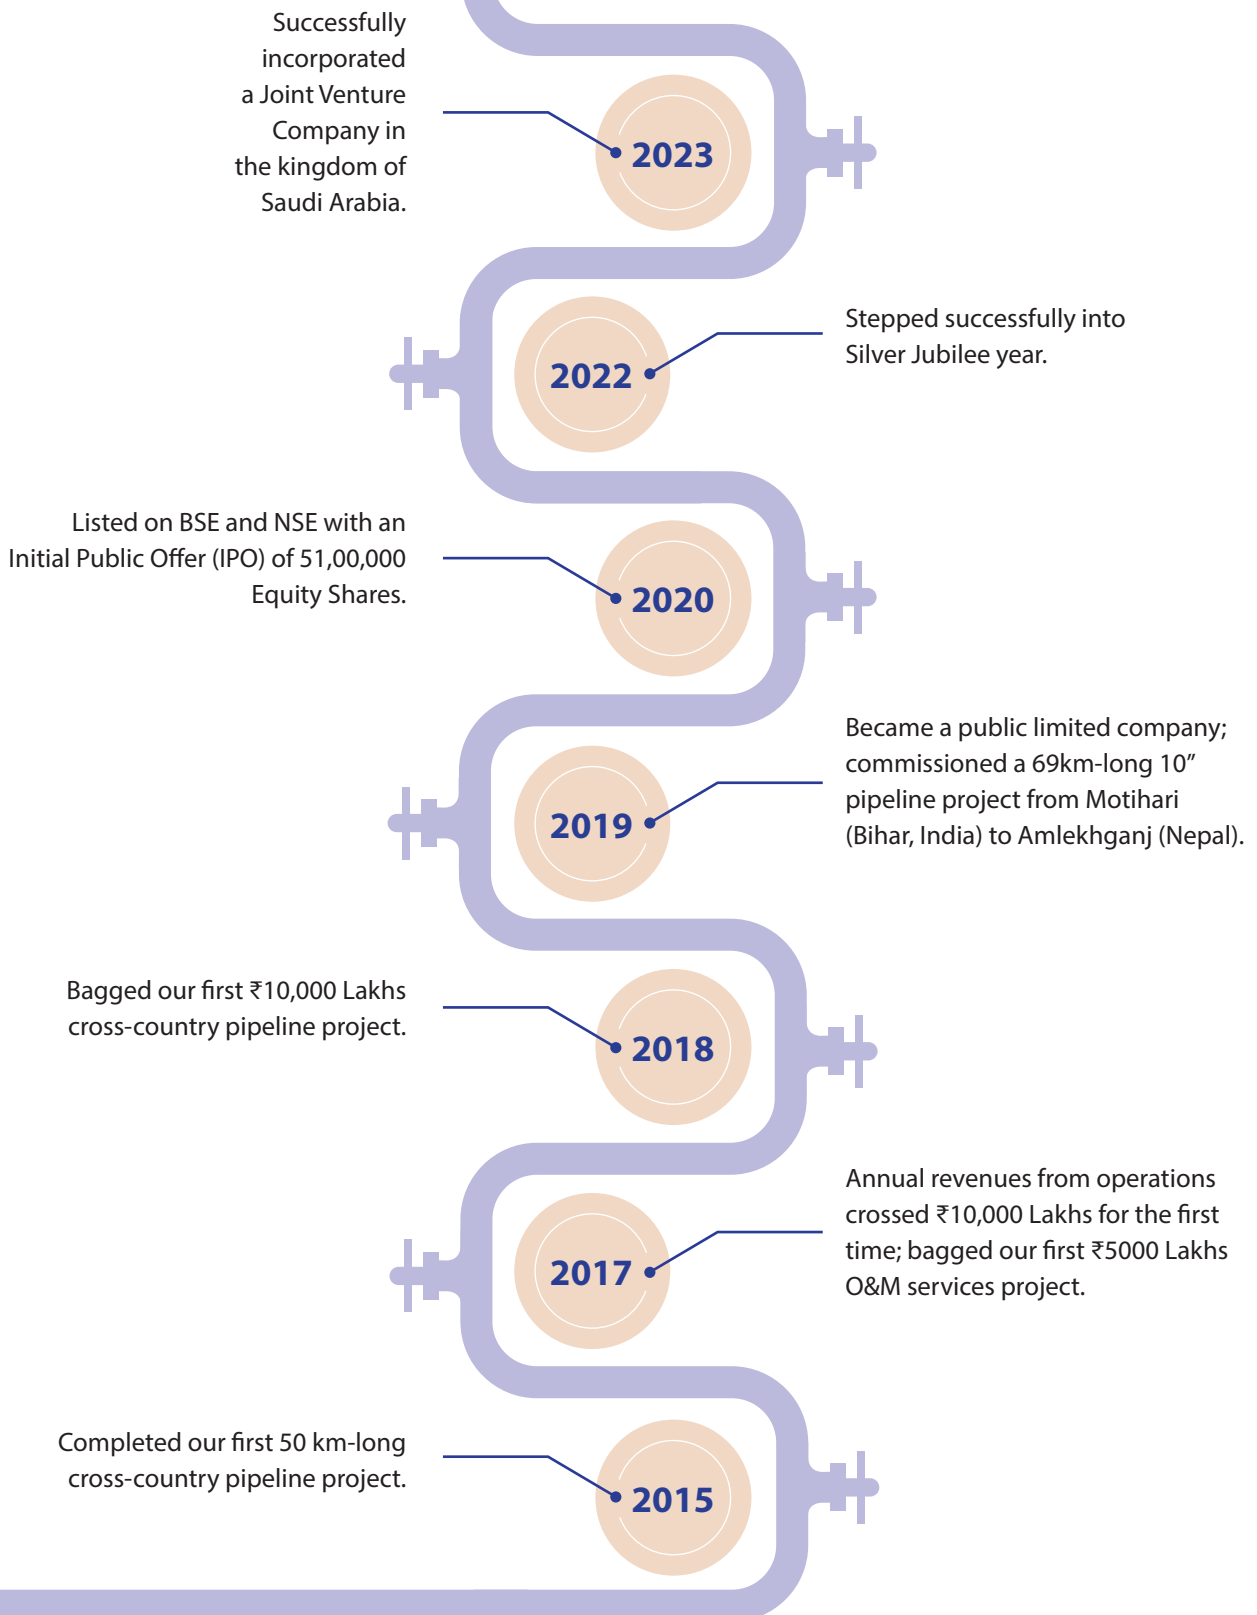 Successfully
incorporated
a Joint Venture
Company in
the kingdom of
Saudi Arabia.
2023
Stepped successfully into
Silver Jubilee year.
2022
Listed on BSE and NSE with an
Initial Public Offer (IPO) of 51,00,000
Equity Shares.
2020
Became a public limited company;
commissioned a 69km-long 10”
pipeline project from Motihari
(Bihar, India) to Amlekhganj (Nepal).
2019
Bagged our first ₹10,000 Lakhs
cross-country pipeline project.
2018
Annual revenues from operations
crossed ₹10,000 Lakhs for the first
time; bagged our first ₹5000 Lakhs
O&M services project.
2017
Completed our first 50 km-long
cross-country pipeline project.
2015